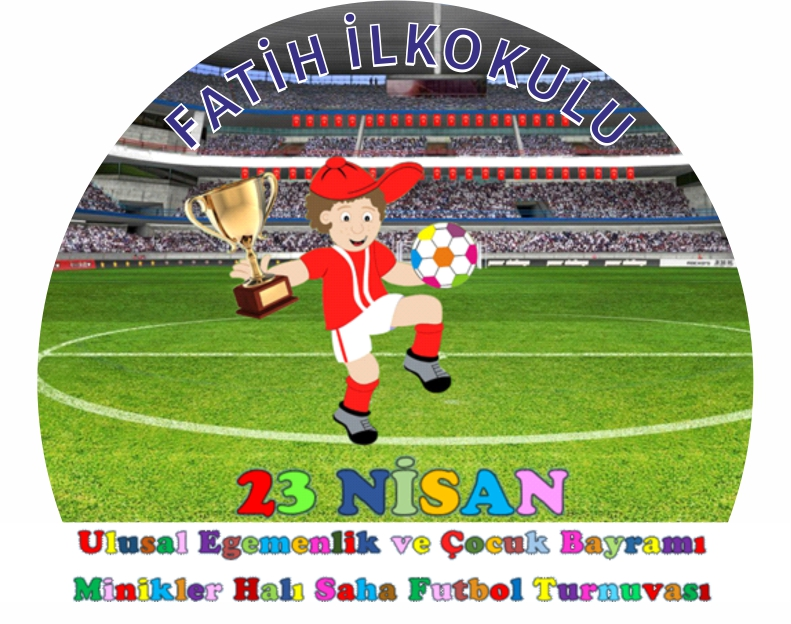 FATİH İLKOKULU
23 NİSAN
Ulusal Egemenlik ve Çocuk Bayramı
Minikler Halı Saha Futbol Turnuvası